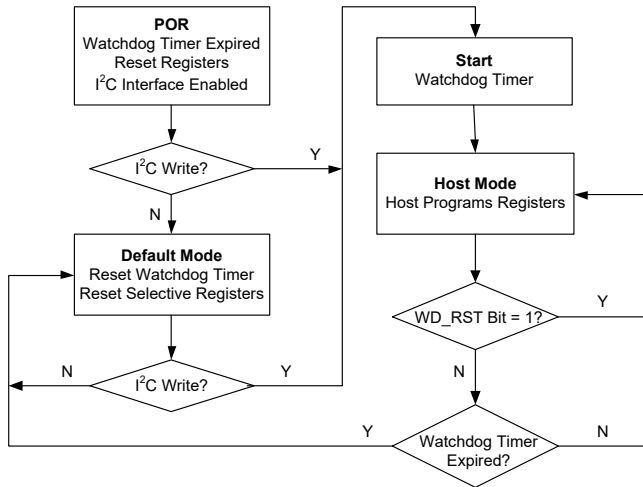 POR
Watchdog Timer Expired
Reset Registers
I²C Interface Enabled
I²C Write?
Y
N
Default Mode
Reset Watchdog Timer
Reset Selective Registers
I²C Write?
N
Y
Start
Watchdog Timer
Host Mode
Host Programs Registers
WD_RST Bit = 1?
Y
N
Watchdog Timer
Expired?
Y
N